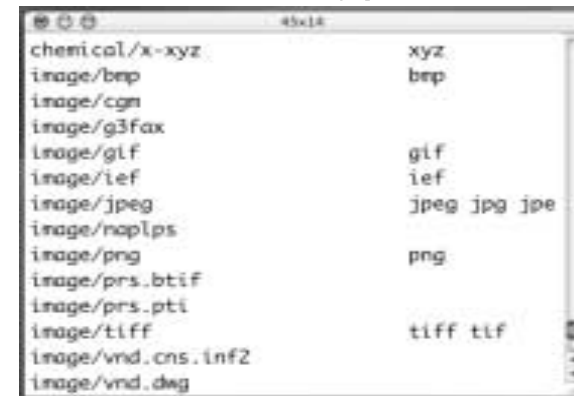 45x14
chemical/x-xyz xyz
image/bmp bmp
image/cgm
image/g3fax
image/gif gif
image/ief ief
image/jpeg jpeg jpg jpe
image/naplps
image/png png
image/prs.btif
image/prs.pti
image/tiff tiff tif
image/vnd.cns.inf2
image/vnd.dwg